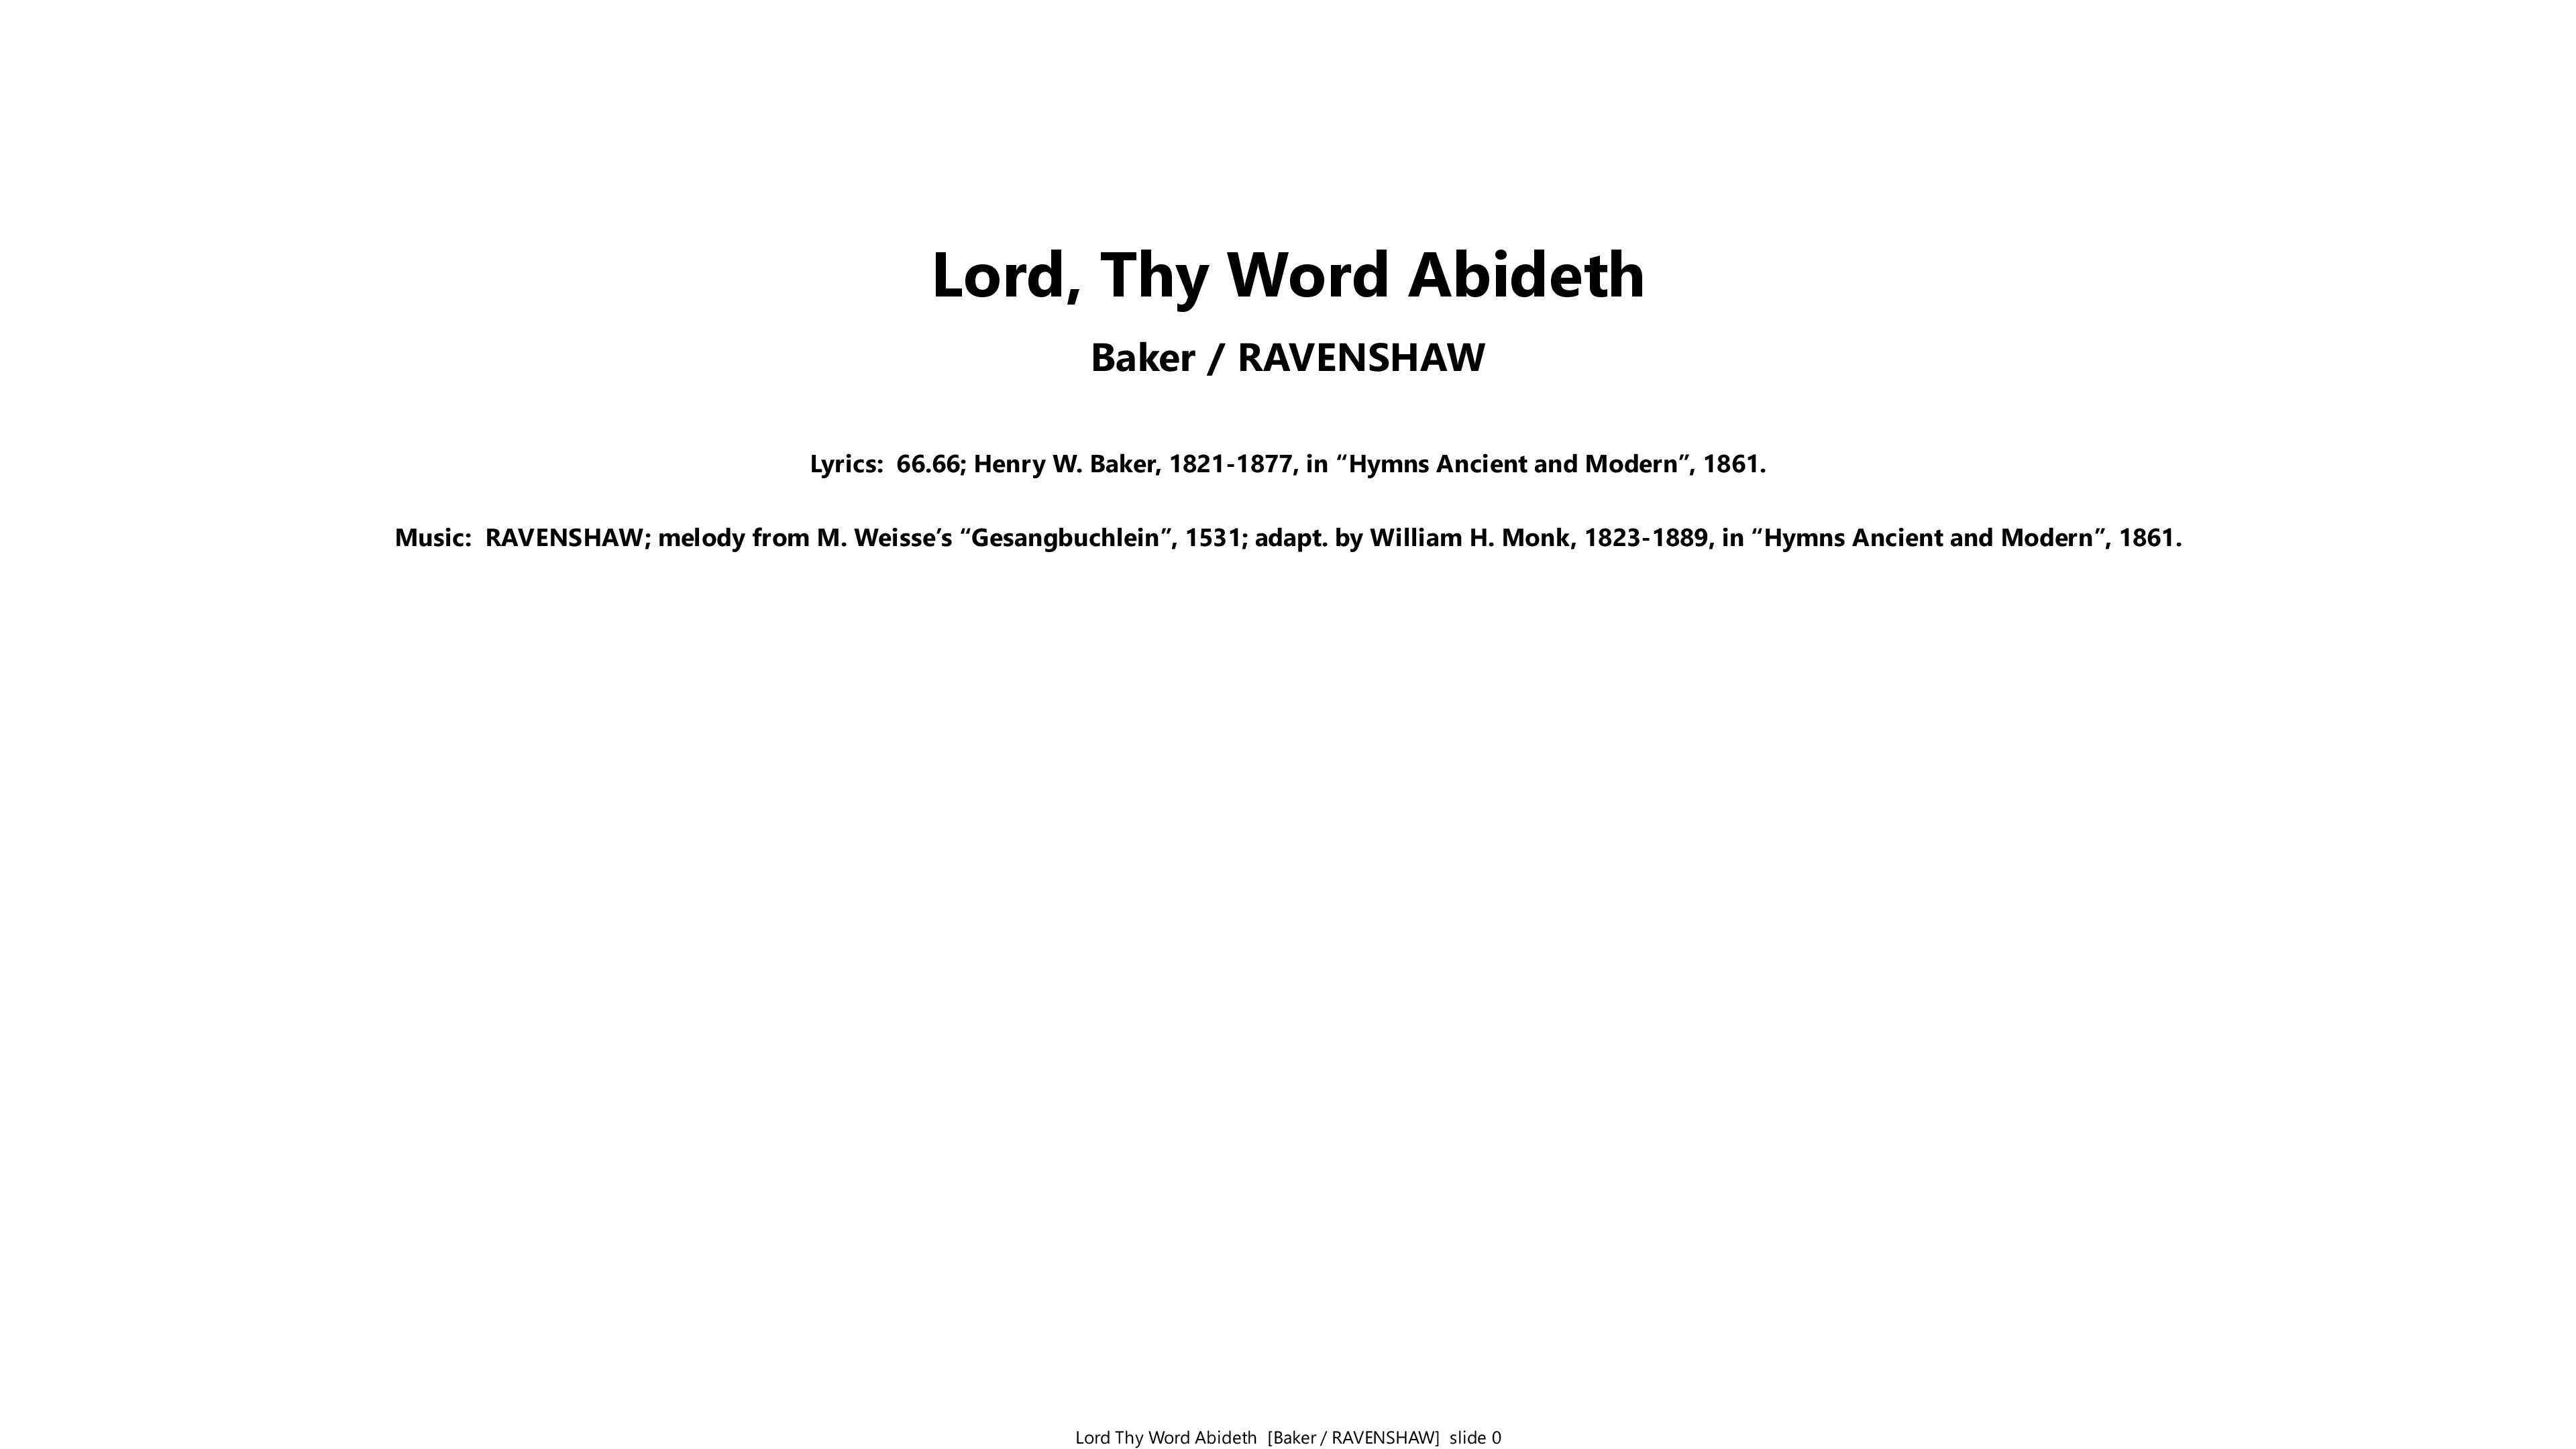 Lord, Thy Word Abideth
Baker / RAVENSHAW
Lyrics:  66.66; Henry W. Baker, 1821-1877, in “Hymns Ancient and Modern”, 1861.
Music:  RAVENSHAW; melody from M. Weisse’s “Gesangbuchlein”, 1531; adapt. by William H. Monk, 1823-1889, in “Hymns Ancient and Modern”, 1861.
Lord Thy Word Abideth  [Baker / RAVENSHAW]  slide 0